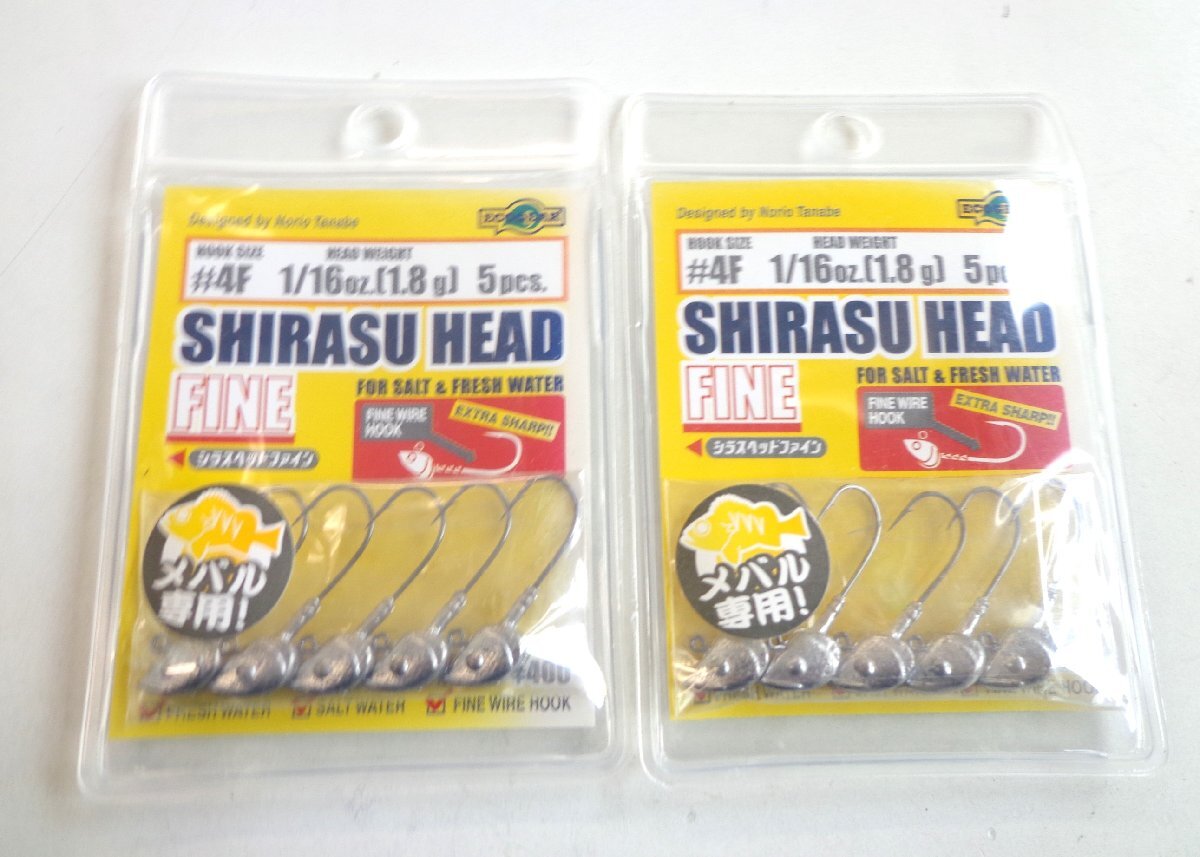 Designed by Norio Tanabe
HOOK SIZE
HEAD WEIGHT
#4F 1/16oz.(1.8g) 5pcs.
SHIRASU HEAD
FINE
FOR SALT & FRESH WATER
FINE WIRE
HOOK
EXTRA SHARP!!
シラスヘッドファイン
メバル
専用!
¥400
FRESH WATER
SALT WATER
FINE WIRE HOOK
Designed by Norio Tanabe
HOOK SIZE
HEAD WEIGHT
#4F 1/16oz.(1.8g) 5
SHIRASU HEAD
FINE
FOR SALT & FRESH WATER
FINE WIRE
HOOK
EXTRA SHARP!!
シラスヘッドファイン
メバル
専用!